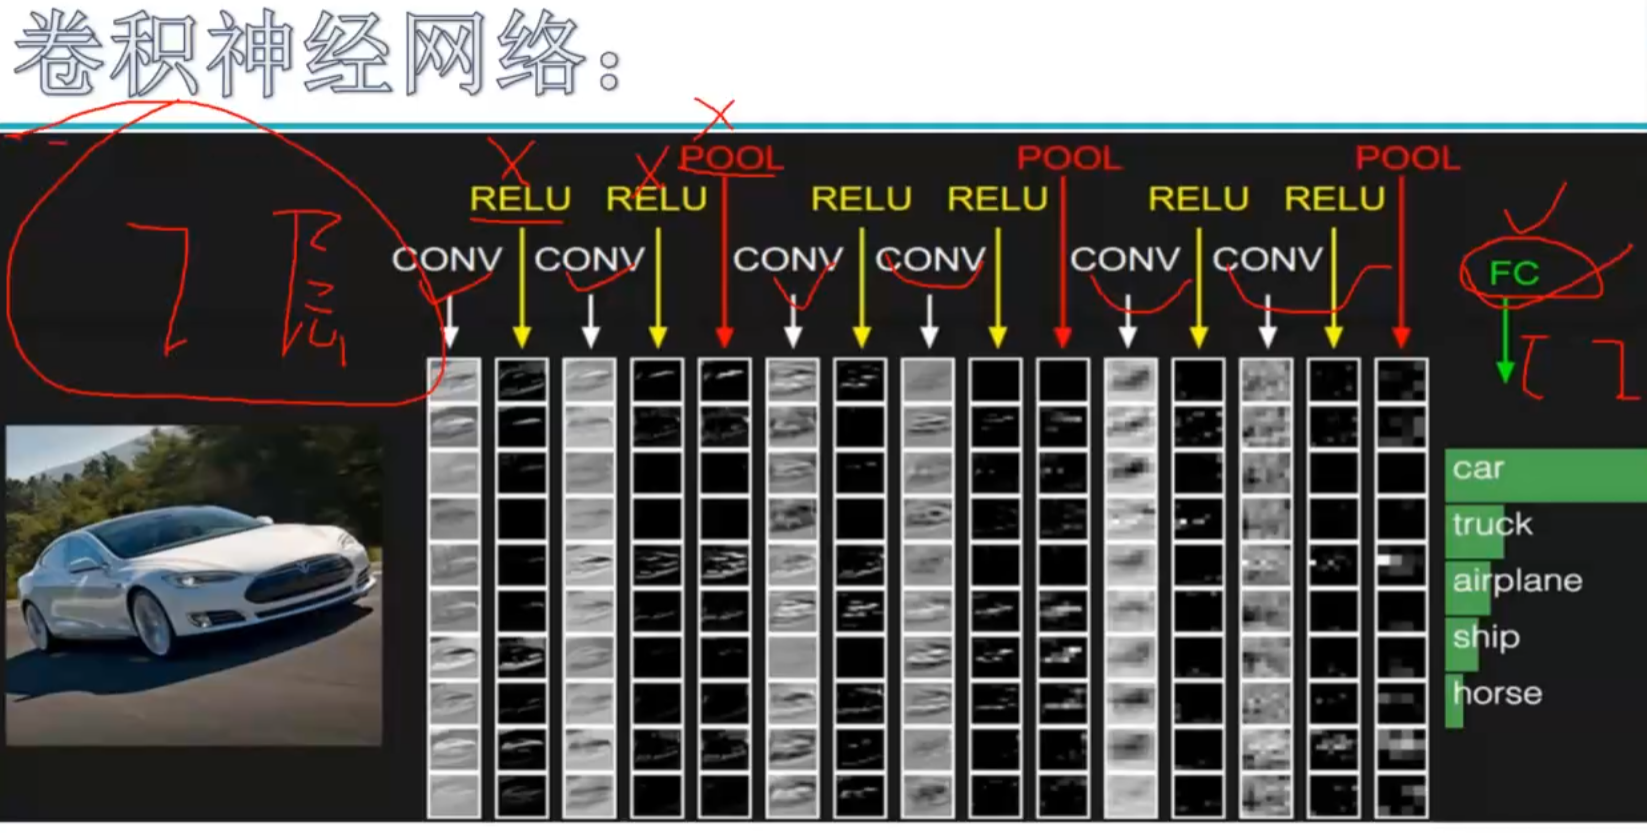 卷积神经网络：
POOL POOL POOL
RELU RELU RELU RELU RELU RELU
CONV CONV CONV CONV CONV CONV FC
7层
[ ]
car
truck
airplane
ship
horse